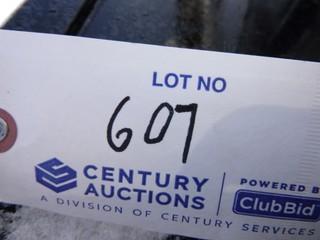 LOT NO
607
CENTURY
AUCTIONS
POWERED BY
ClubBid
A DIVISION OF CENTURY SERVICES